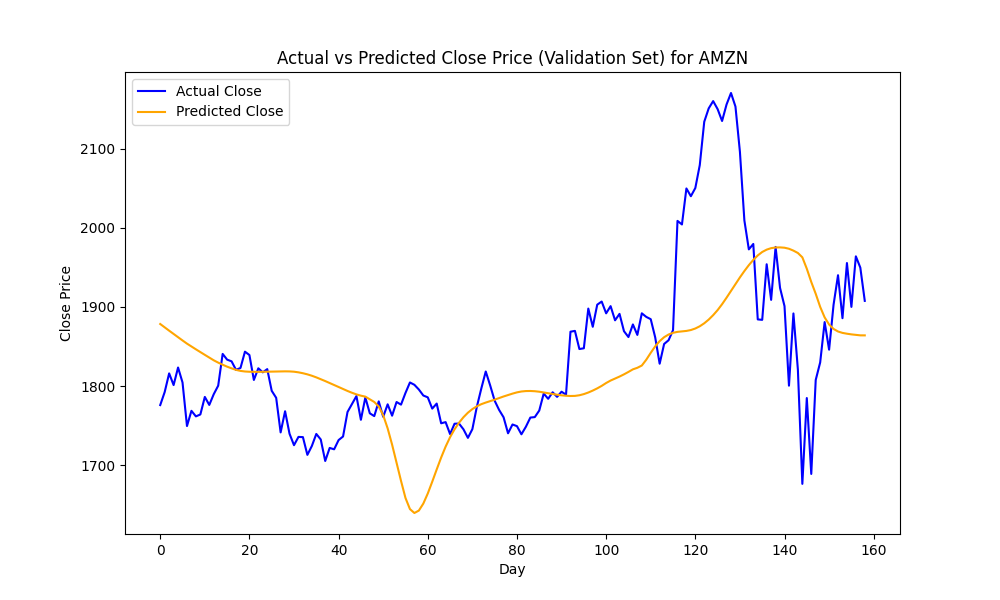 Actual vs Predicted Close Price (Validation Set) for AMZN
Actual Close
Predicted Close
2100
2000
1900
1800
1700
Close Price
0 20 40 60 80 100 120 140 160
Day